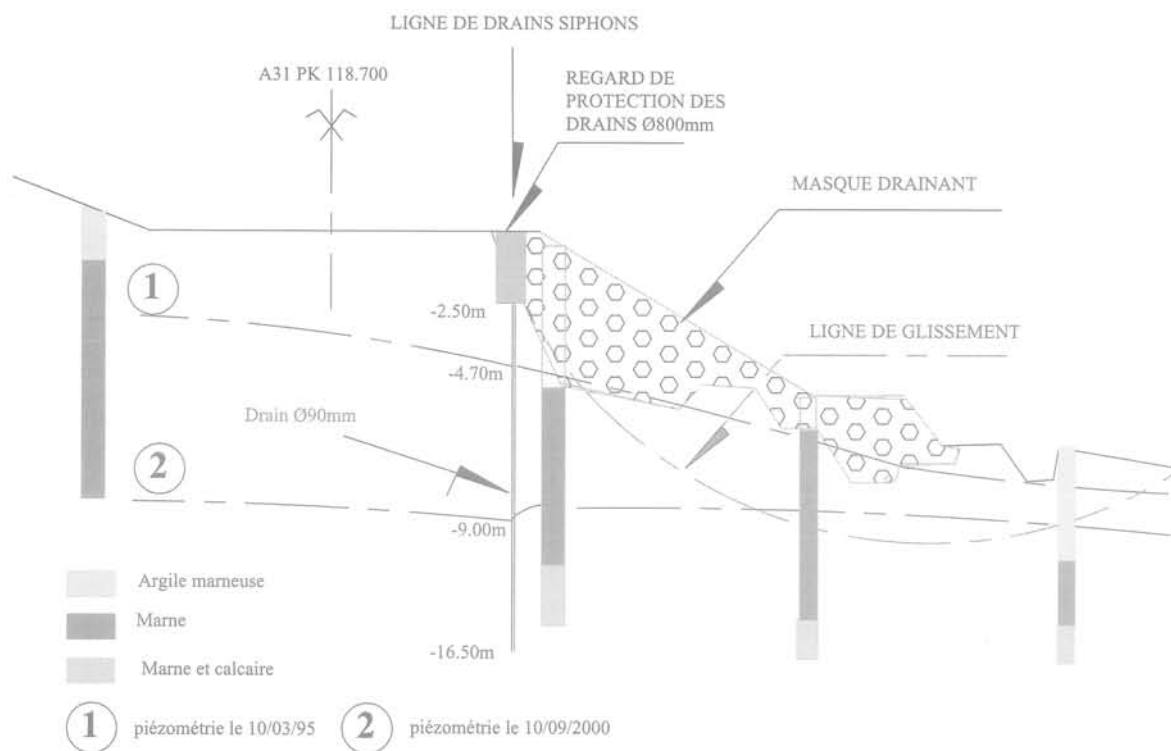 LIGNE DE DRAINS SIPHONS
A31 PK 118.700
REGARD DE
PROTECTION DES
DRAINS Ø800mm
MASQUE DRAINANT
1
-2.50m
LIGNE DE GLISSEMENT
-4.70m
Drain Ø90mm
2
-9.00m
Argile marneuse
Marne
-16.50m
Marne et calcaire
1 piézométrie le 10/03/95 2 piézométrie le 10/09/2000